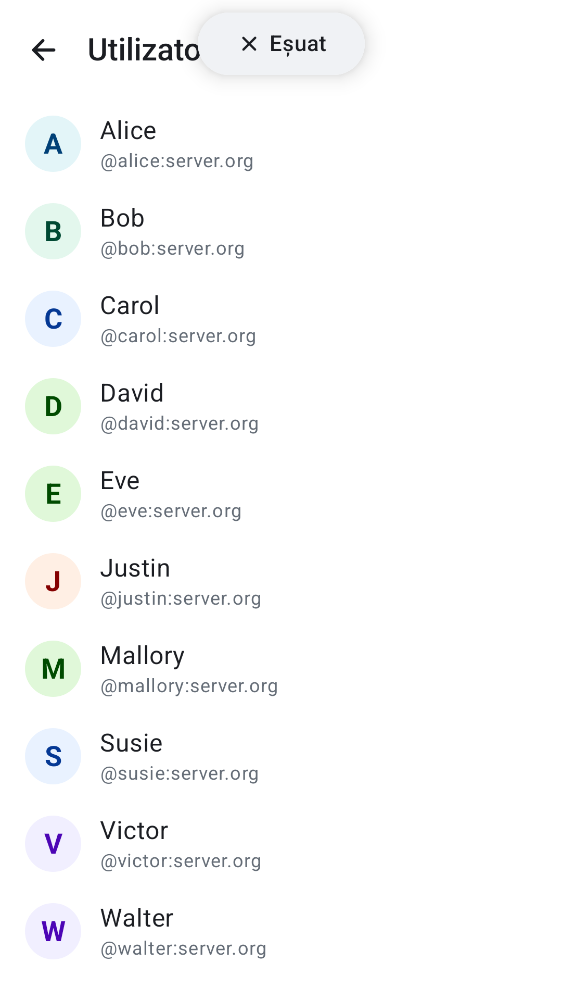 Utilizato
Eșuat
Alice
@alice:server.org
Bob
@bob:server.org
Carol
@carol:server.org
David
@david:server.org
Eve
@eve:server.org
Justin
@justin:server.org
Mallory
@mallory:server.org
Susie
@susie:server.org
Victor
@victor:server.org
Walter
@walter:server.org
A
B
C
D
E
J
M
S
V
W